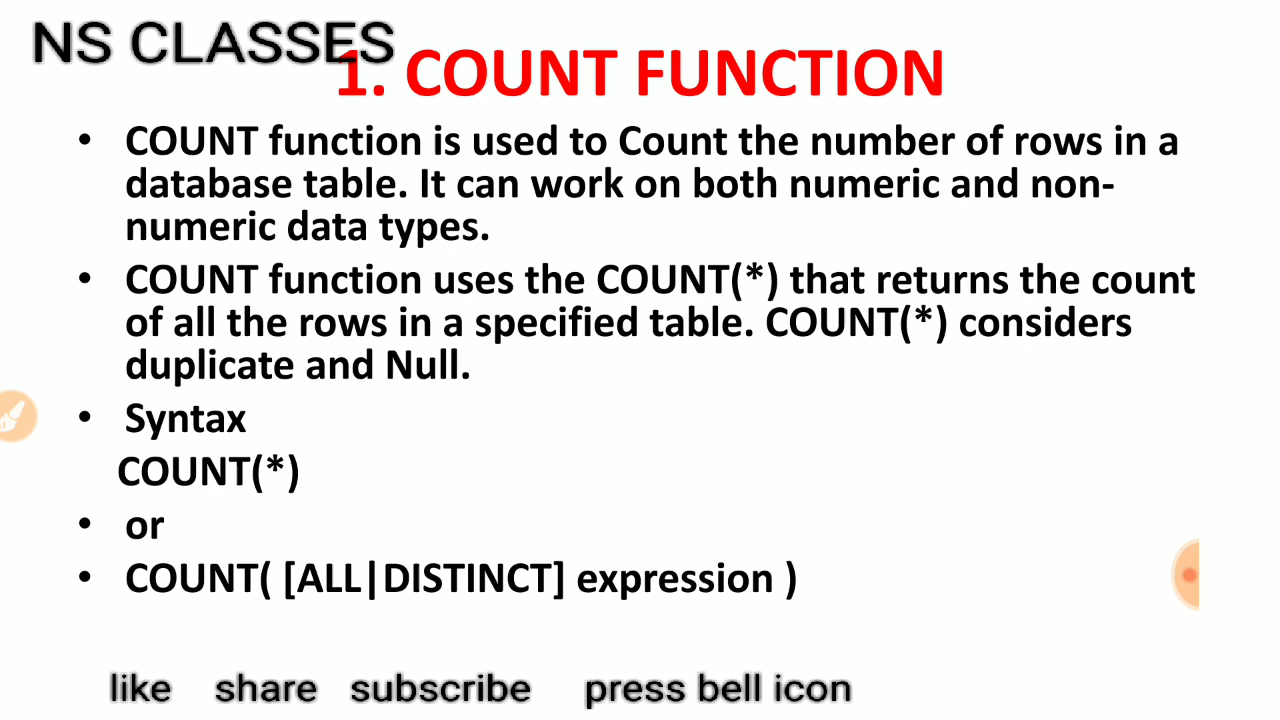 NS CLASSES
1. COUNT FUNCTION
• COUNT function is used to Count the number of rows in a
database table. It can work on both numeric and non-
numeric data types.
• COUNT function uses the COUNT(*) that returns the count
of all the rows in a specified table. COUNT(*) considers
duplicate and Null.
• Syntax
COUNT(*)
• or
• COUNT( [ALL|DISTINCT] expression )
like share subscribe press bell icon